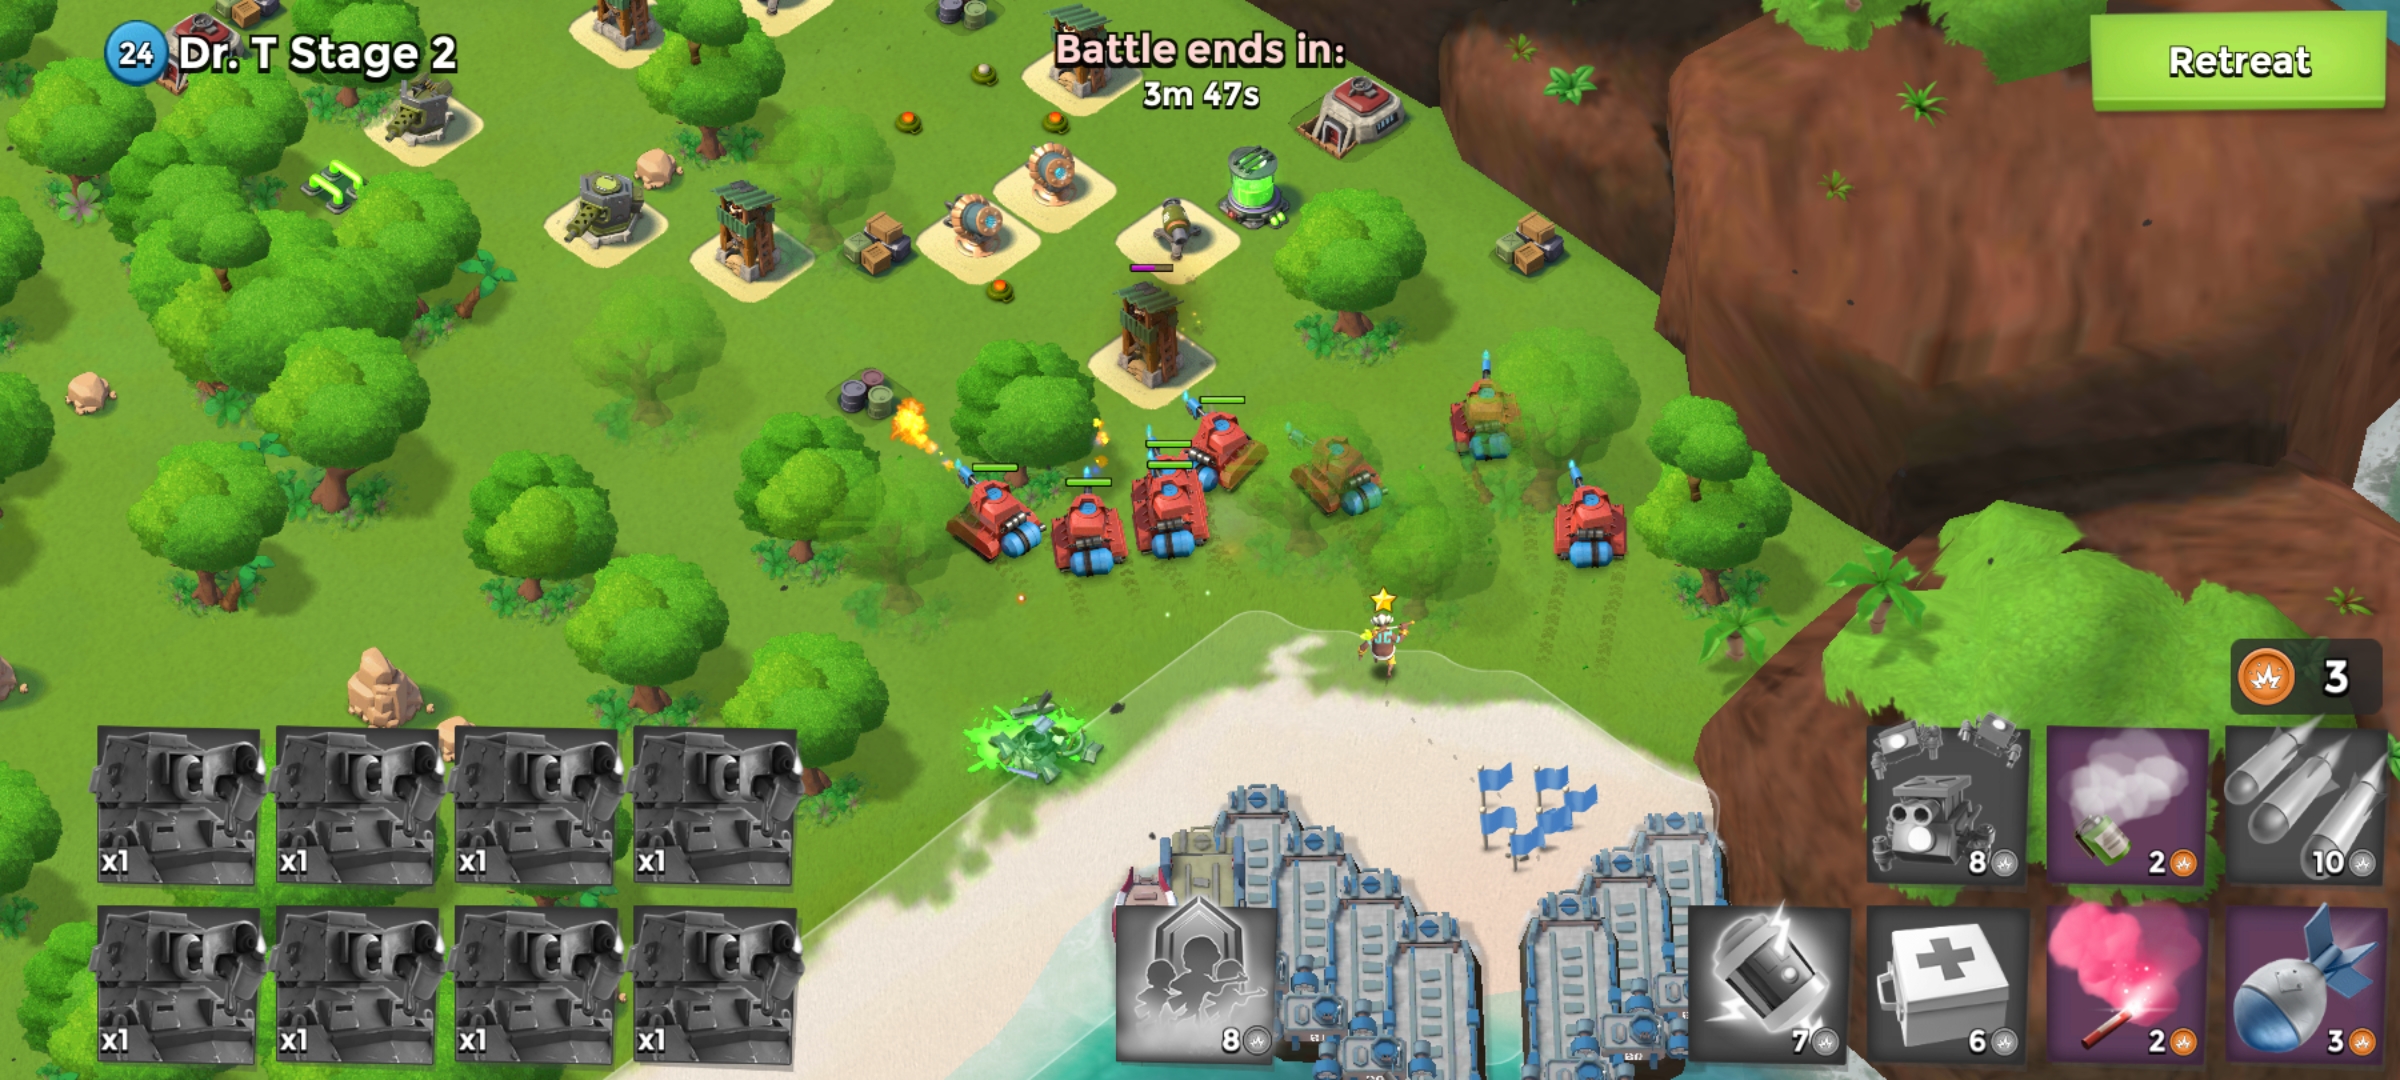 24 Dr. T Stage 2
Battle ends in:
3m 47s
Retreat
3
x1 x1 x1 x1
8 2 10
x1 x1 x1 x1
8 7 6 2 3